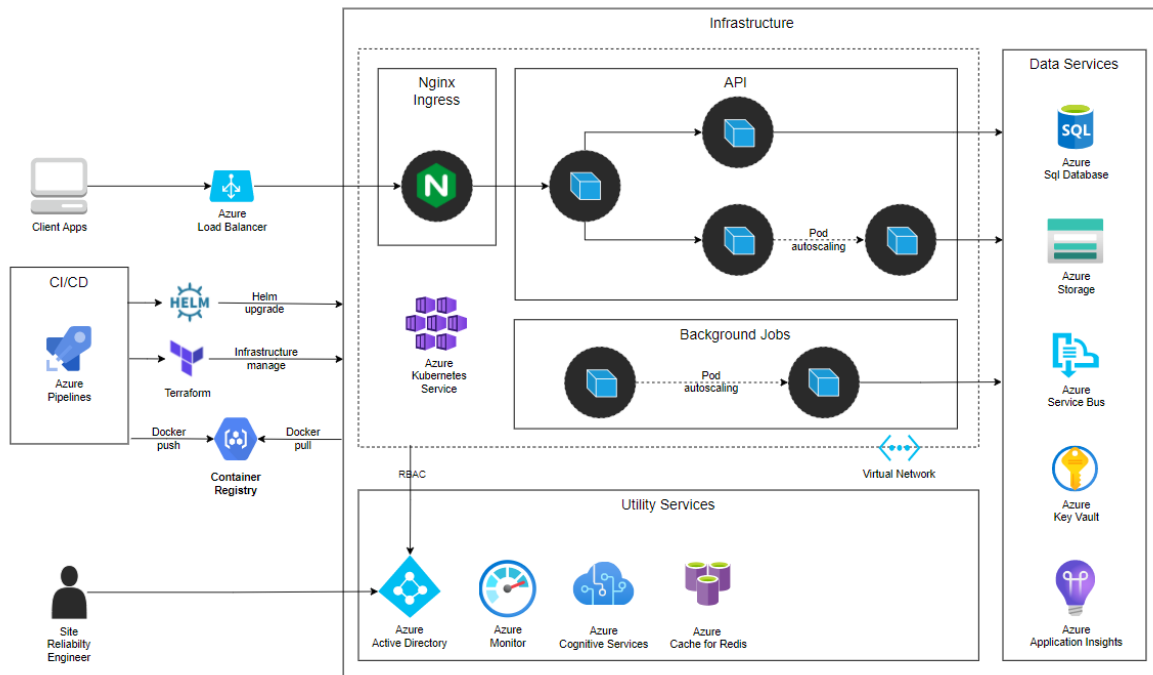 Infrastructure
Nginx
Ingress
API
Data Services
SQL
Azure
Sql Database
Client Apps
Azure
Load Balancer
N
Pod
autoscaling
Azure
Storage
CI/CD
HELM
Helm
upgrade
Azure
Pipelines
Terraform
Infrastructure
manage
Azure
Kubernetes
Service
Background Jobs
Pod
autoscaling
Azure
Service Bus
Docker
push
Docker
pull
Container
Registry
RBAC
Virtual Network
Azure
Key Vault
Utility Services
Site
Reliabilty
Engineer
Azure
Active Directory
Azure
Monitor
Azure
Cognitive Services
Azure
Cache for Redis
Azure
Application Insights